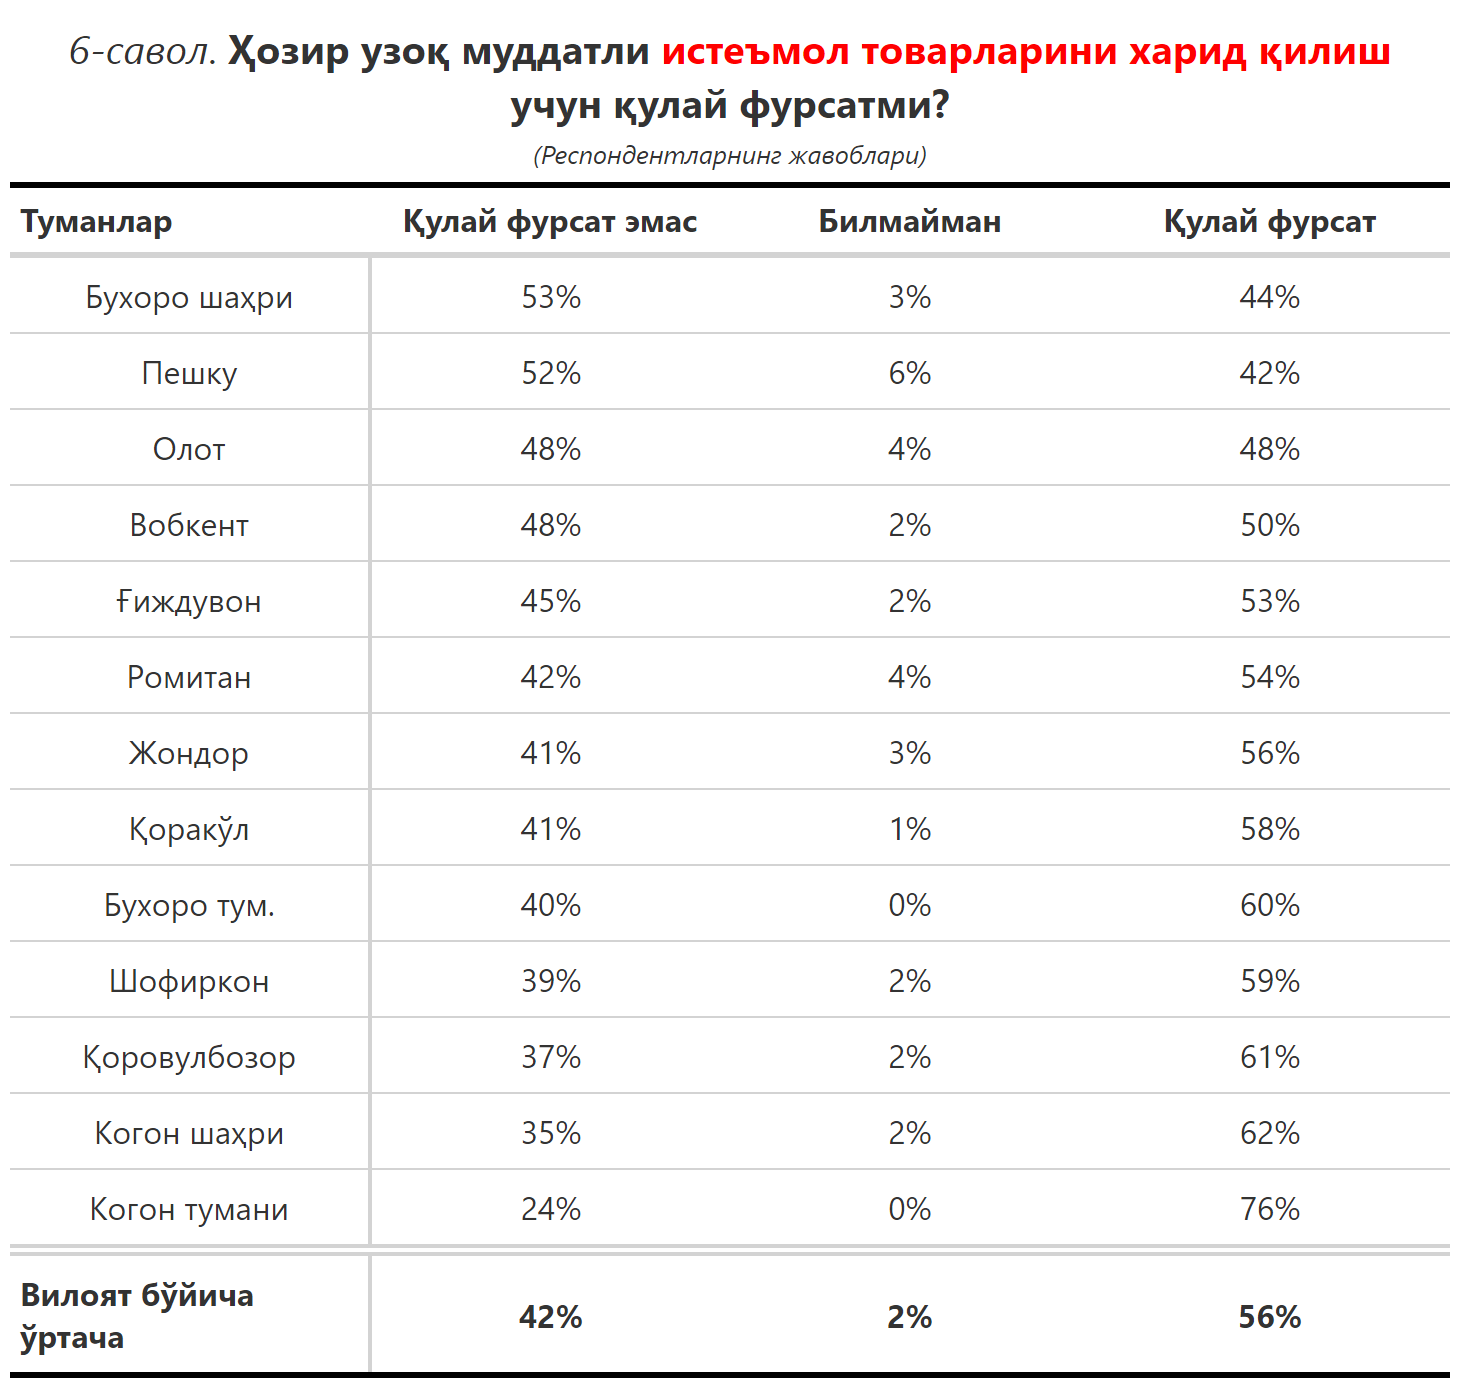 6-савол. Ҳозир узоқ муддатли истеъмол товарларини харид қилиш
учун қулай фурсатми?
(Респондентларнинг жавоблари)
Туманлар Қулай фурсат эмас Билмайман Қулай фурсат
Бухоро шаҳри 53% 3% 44%
Пешку 52% 6% 42%
Олот 48% 4% 48%
Вобкент 48% 2% 50%
Ғиждувон 45% 2% 53%
Ромитан 42% 4% 54%
Жондор 41% 3% 56%
Қоракўл 41% 1% 58%
Бухоро тум. 40% 0% 60%
Шофиркон 39% 2% 59%
Қоровулбозор 37% 2% 61%
Когон шаҳри 35% 2% 62%
Когон тумани 24% 0% 76%
Вилоят бўйича
ўртача 42% 2% 56%